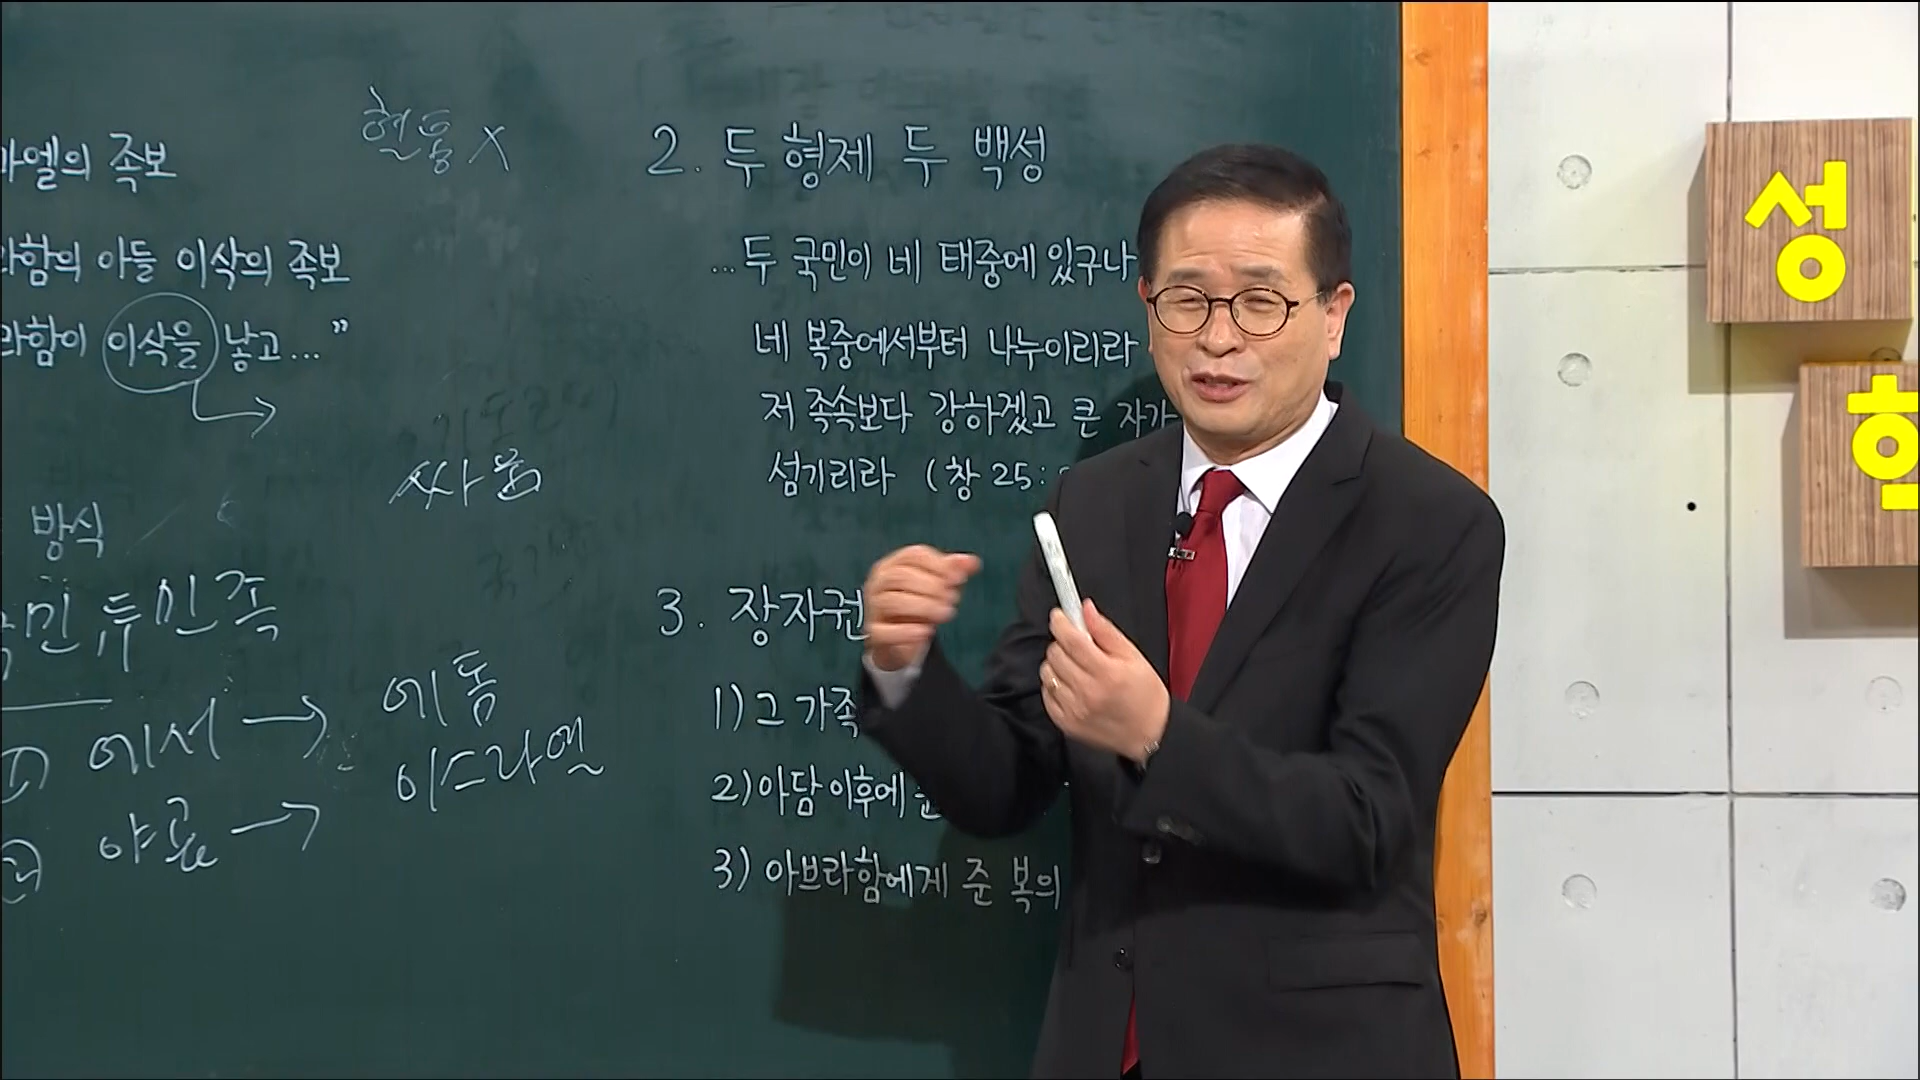 마엘의 족보
라함의 아들 이삭의 족보
라함이 이삭을 낳고..."
현통 X
싸움
방식
민, 두 민족
① 에서 → 에돔
② 야곱 → 이스라엘
2. 두 형제 두 백성
...두 국민이 네 태중에 있구나
네 복중에서부터 나누이리라
저 족속보다 강하겠고 큰 자가
섬기리라 (창 25:
3. 장자권
1) 그 가족
2) 아담 이후에
3) 아브라함에게 준 복의
성
한